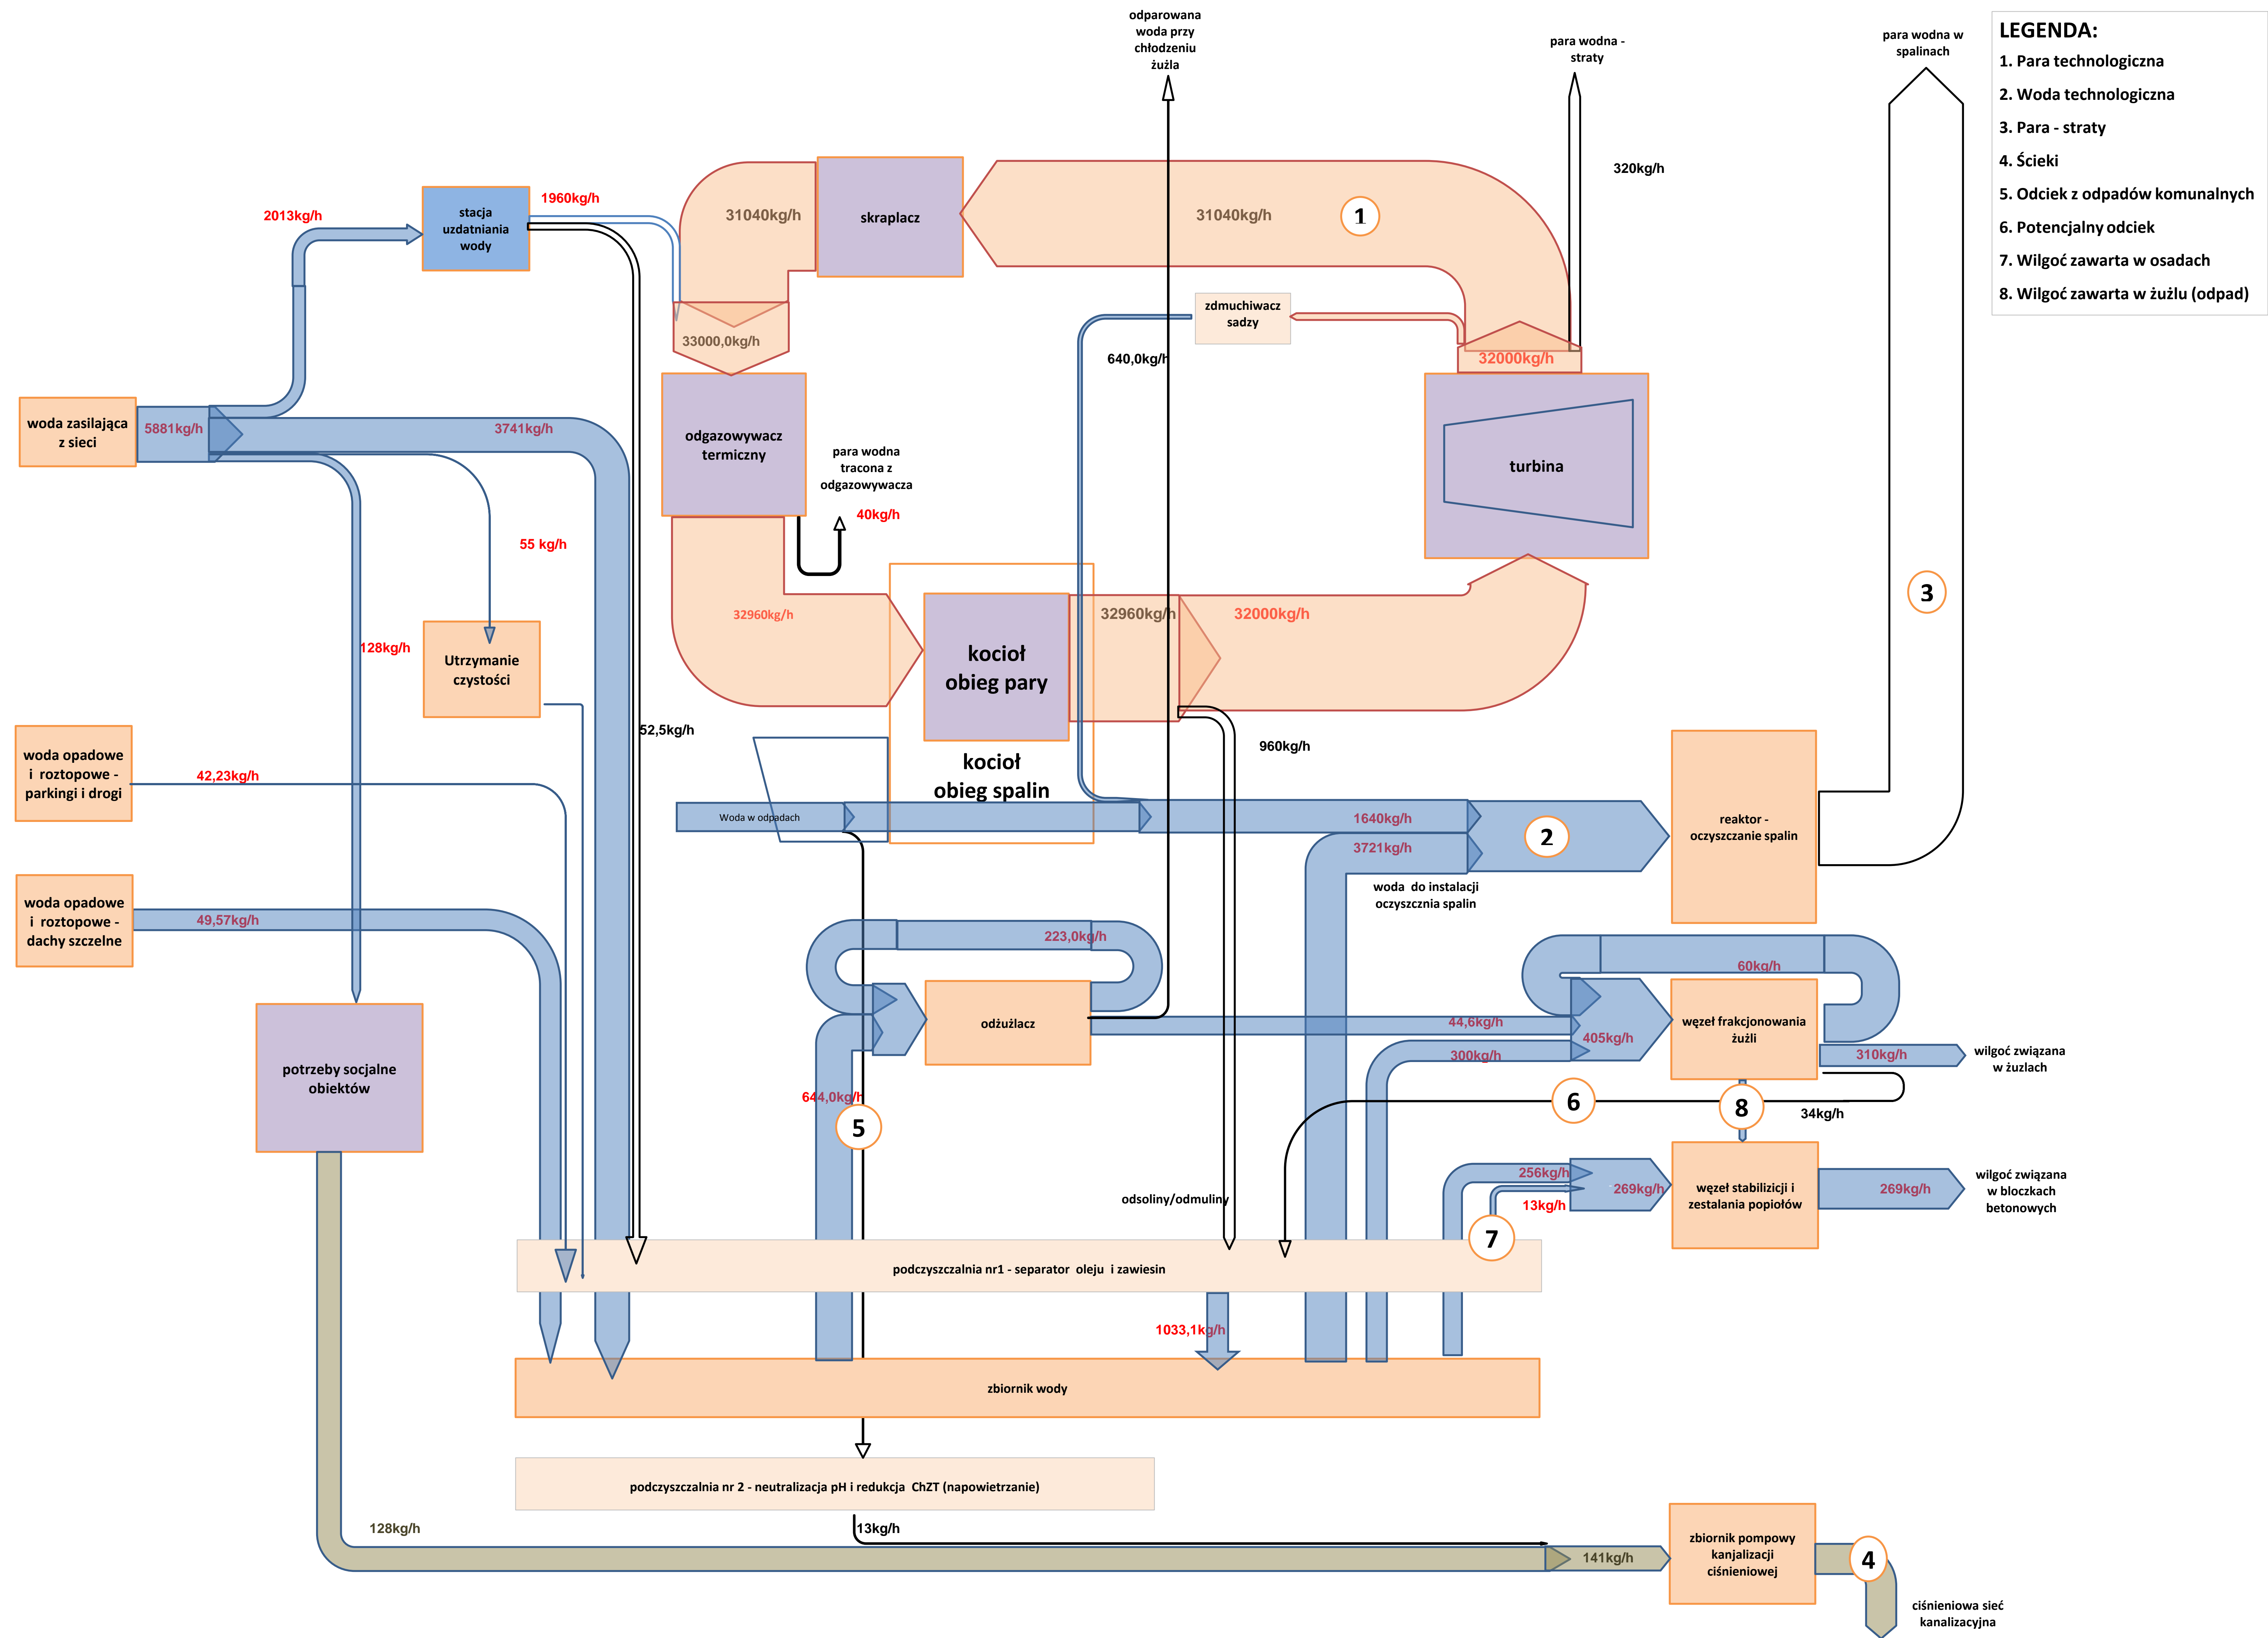 odparowana
woda przy
chłodzeniu
żużla
para wodna -
straty
para wodna w
spalinach
LEGENDA:
1. Para technologiczna
2. Woda technologiczna
3. Para - straty
4. Ścieki
5. Odciek z odpadów komunalnych
6. Potencjalny odciek
7. Wilgoć zawarta w osadach
8. Wilgoć zawarta w żużlu (odpad)
320kg/h
2013kg/h
stacja
uzdatniania
wody
1960kg/h
31040kg/h
skraplacz
31040kg/h
1
33000,0kg/h
zdmuchiwacz
sadzy
640,0kg/h
32000kg/h
woda zasilająca
z sieci
5881kg/h
3741kg/h
odgazowywacz
termiczny
para wodna
tracona z
odgazowywacza
40kg/h
turbina
55 kg/h
128kg/h
Utrzymanie
czystości
32960kg/h
kocioł
obieg pary
32960kg/h
32000kg/h
3
52,5kg/h
960kg/h
woda opadowe
i roztopowe -
parkingi i drogi
42,23kg/h
kocioł
obieg spalin
Woda w odpadach
1640kg/h
3721kg/h
2
reaktor -
oczyszczanie spalin
woda do instalacji
oczyszcznia spalin
woda opadowe
i roztopowe -
dachy szczelne
49,57kg/h
223,0kg/h
odżużlacz
60kg/h
44,6kg/h
405kg/h
300kg/h
węzeł frakcjonowania
żużli
310kg/h
wilgoć związana
w żuzlach
potrzeby socjalne
obiektów
644,0kg/h
5
6
8
34kg/h
256kg/h
269kg/h
13kg/h
węzeł stabilizicji i
zestalania popiołów
269kg/h
wilgoć związana
w bloczkach
betonowych
odsoliny/odmuliny
7
podczyszczalnia nr1 - separator oleju i zawiesin
1033,1kg/h
zbiornik wody
podczyszczalnia nr 2 - neutralizacja pH i redukcja ChZT (napowietrzanie)
128kg/h
13kg/h
141kg/h
zbiornik pompowy
kanjalizacji
ciśnieniowej
4
ciśnieniowa sieć
kanalizacyjna